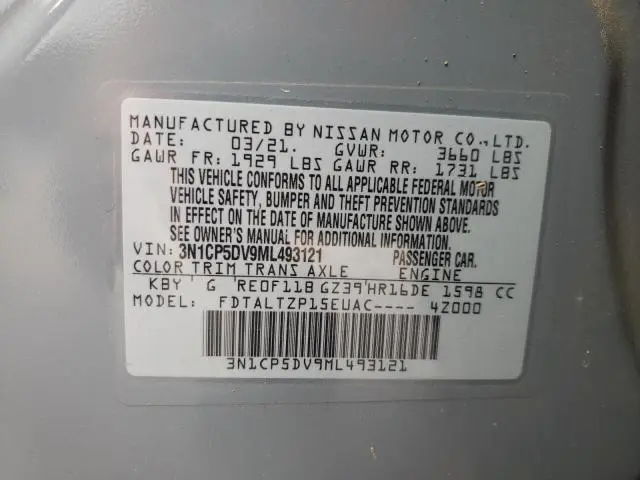 MANUFACTURED BY NISSAN MOTOR CO.,LTD.
DATE: 03/21. GVWR: 3660 LBS
GAWR FR: 1929 LBS GAWR RR: 1731 LBS
THIS VEHICLE CONFORMS TO ALL APPLICABLE FEDERAL MOTOR
VEHICLE SAFETY, BUMPER AND THEFT PREVENTION STANDARDS
IN EFFECT ON THE DATE OF MANUFACTURE SHOWN ABOVE.
SEE OWNER'S MANUAL FOR ADDITIONAL INFORMATION.
VIN: 3N1CP5DV9ML493121 PASSENGER CAR.
COLOR TRIM TRANS AXLE ENGINE
KBY G RE0F11B GZ39 HR16DE 1598 CC
MODEL: FDTALTZP15EUAC---- 4Z000
3N1CP5DV9ML493121